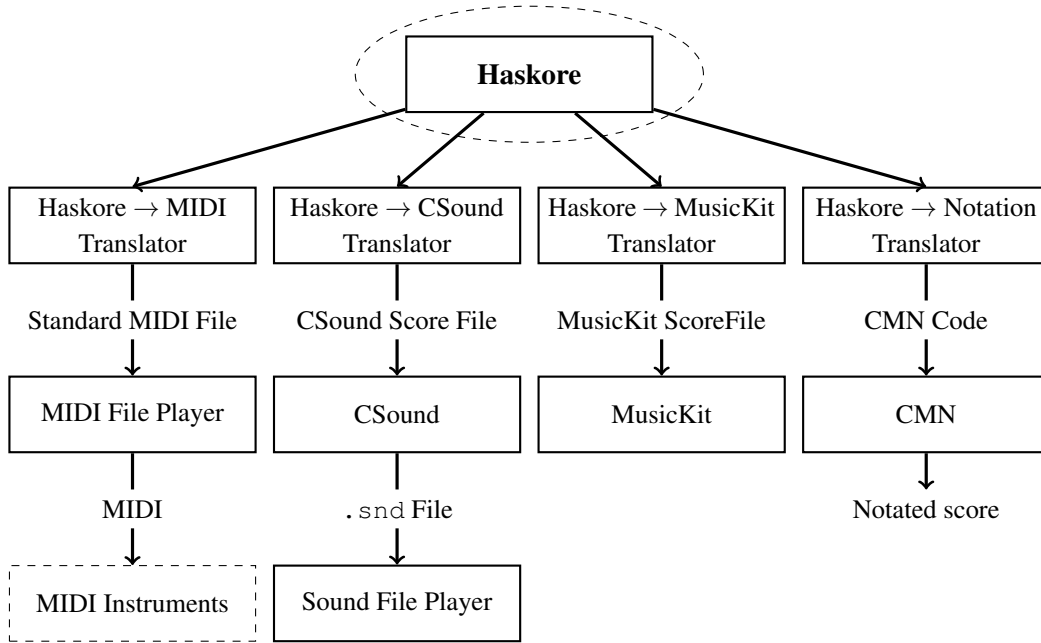 Haskore
Haskore → MIDI
Translator
Haskore → CSound
Translator
Haskore → MusicKit
Translator
Haskore → Notation
Translator
Standard MIDI File
CSound Score File
MusicKit ScoreFile
CMN Code
MIDI File Player
CSound
MusicKit
CMN
MIDI
.snd File
Notated score
MIDI Instruments
Sound File Player